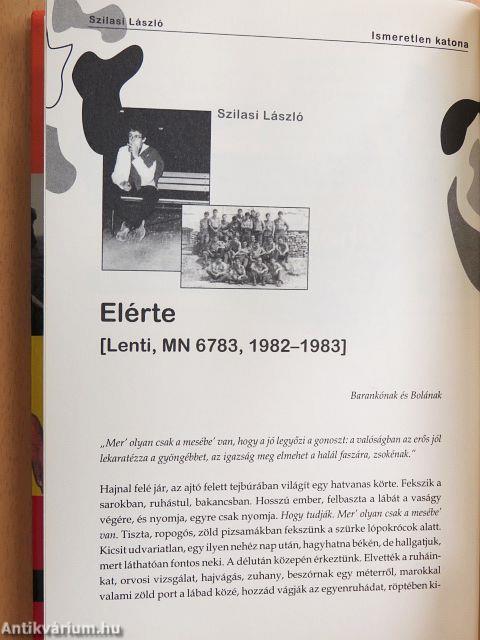 Szilasi László
Ismeretlen katona
Szilasi László
Elérte
[Lenti, MN 6783, 1982–1983]
Barankónak és Bolának
„Mer’ olyan csak a mesébe’ van, hogy a jó legyőzi a gonoszt: a valóságban az erős jól
lekaratézza a gyöngébbet, az igazság meg elmehet a halál faszára, zsokénak.”
Hajnal felé jár, az ajtó felett tejbúrában világít egy hatvanas körte. Fekszik a
sarokban, ruhástul, bakancsban. Hosszú ember, felbaszta a lábát a vaságy
végére, és nyomja, egyre csak nyomja. Hogy tudják. Mer’ olyan csak a mesébe’
van. Tiszta, ropogós, zöld pizsamákban fekszünk a szürke lópokrócok alatt.
Kicsit udvariatlan, egy ilyen nehéz nap után, hagyhatna békén, de hallgatjuk,
mert láthatóan fontos neki. A délután közepén érkeztünk. Elvették a ruháin-
kat, orvosi vizsgálat, hajvágás, zuhany, beszórnak egy méterről, marokkal
valami zöld port a lábad közé, hozzád vágják az egyenruhádat, röptében ki-
Antikvárium.hu